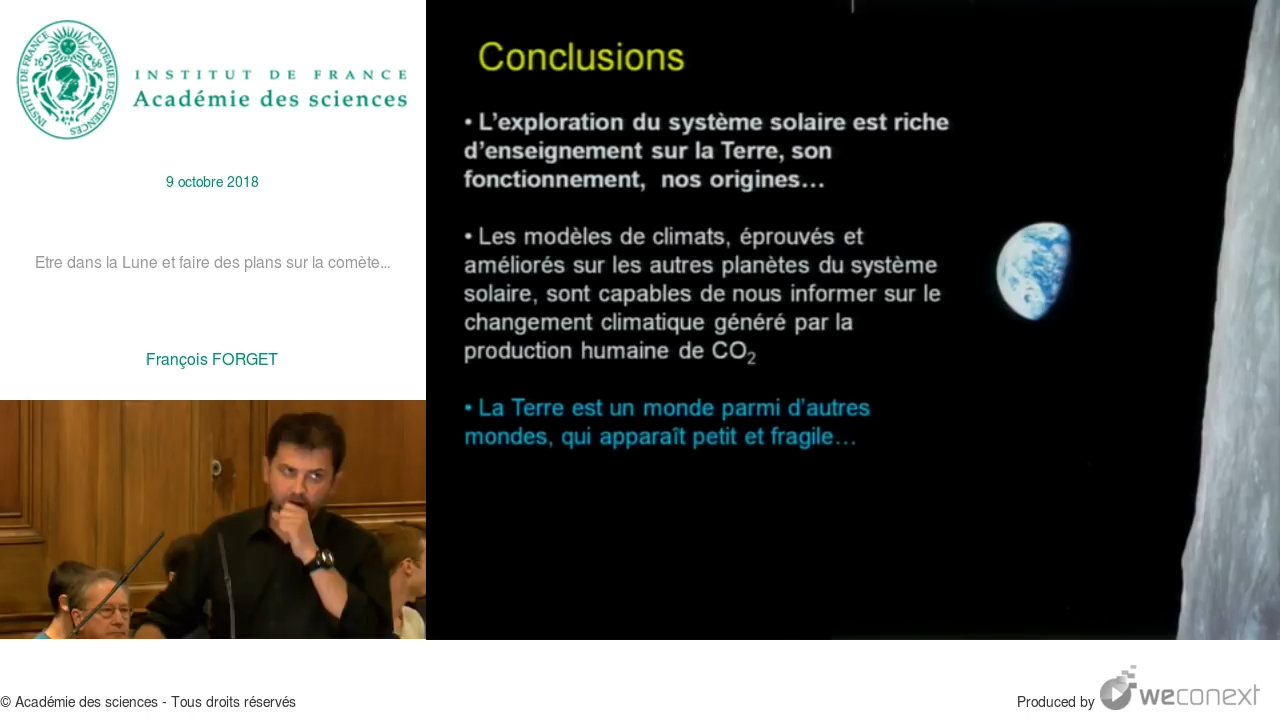 INSTITUT DE FRANCE
Académie des sciences
9 octobre 2018
Etre dans la Lune et faire des plans sur la comète...
François FORGET
Conclusions
• L’exploration du système solaire est riche
d’enseignement sur la Terre, son
fonctionnement, nos origines…
• Les modèles de climats, éprouvés et
améliorés sur les autres planètes du système
solaire, sont capables de nous informer sur le
changement climatique généré par la
production humaine de CO₂
• La Terre est un monde parmi d’autres
mondes, qui apparaît petit et fragile…
© Académie des sciences - Tous droits réservés
Produced by weconext